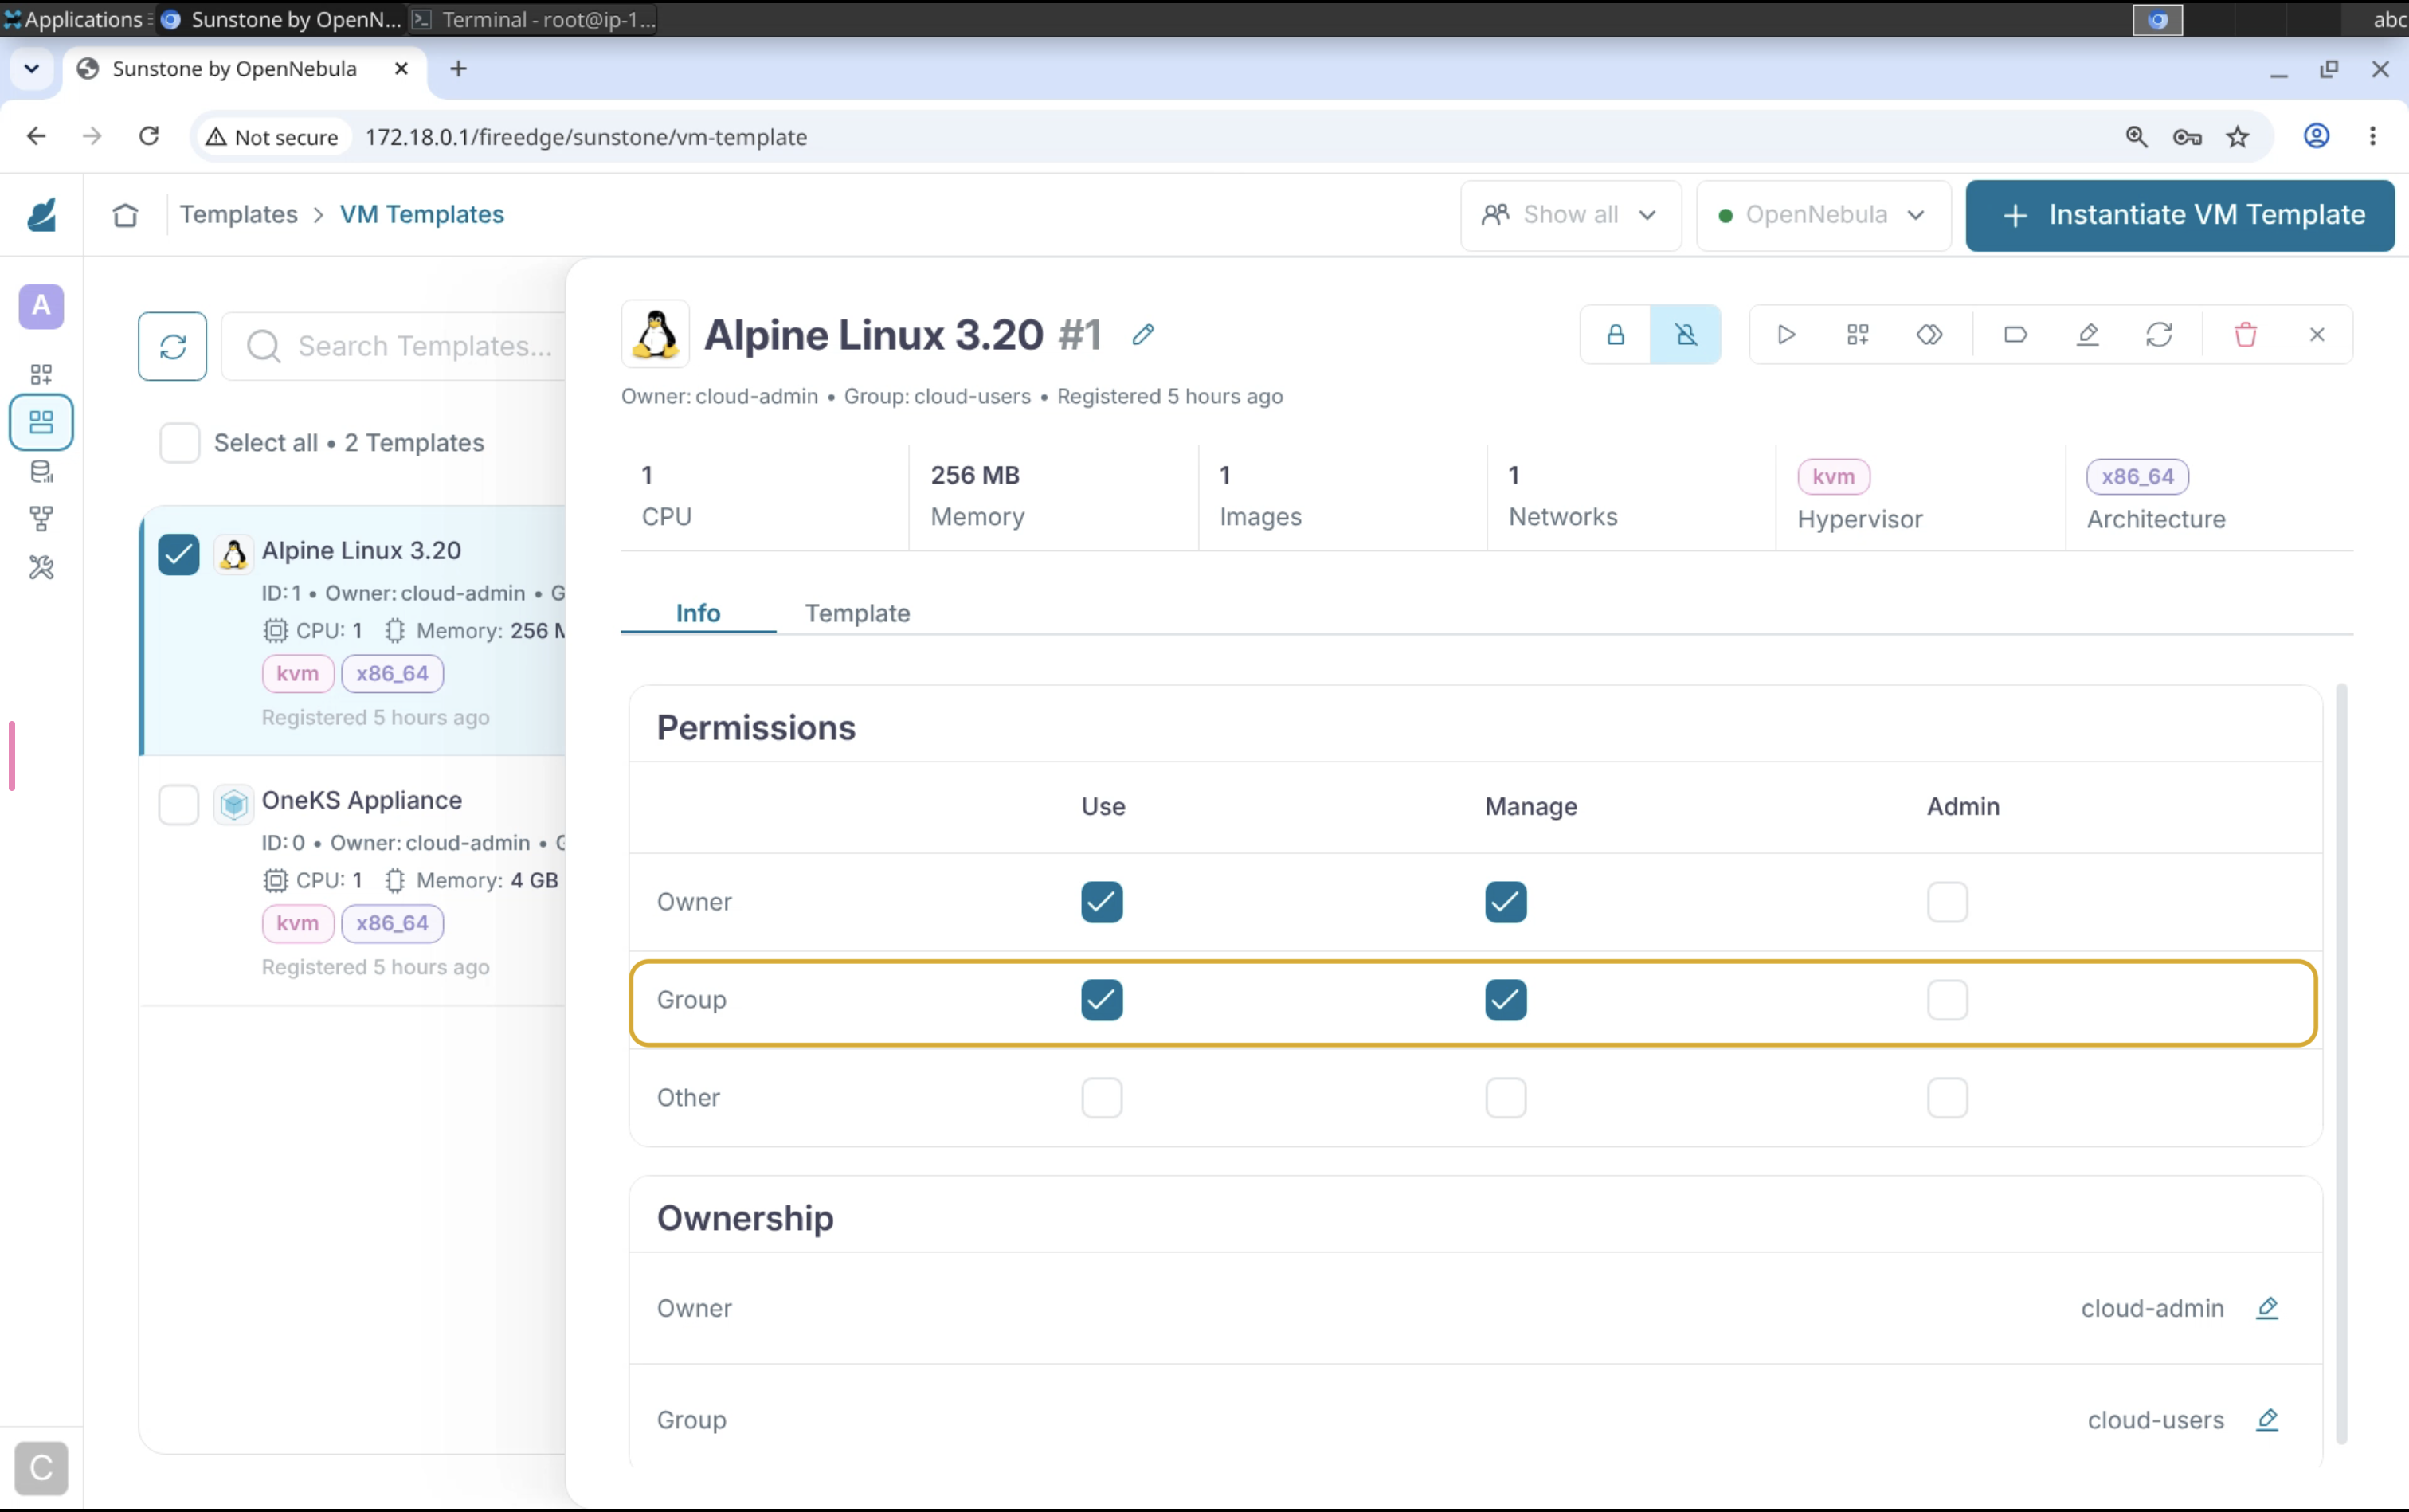 Applications
Sunstone by OpenN...
Terminal - root@ip-1...
abc
Sunstone by OpenNebula
Not secure
172.18.0.1/fireedge/sunstone/vm-template
Templates > VM Templates
Show all
OpenNebula
+ Instantiate VM Template
A
Search Templates...
Select all • 2 Templates
Alpine Linux 3.20
ID: 1 • Owner: cloud-admin • G
CPU: 1 Memory: 256 M
kvm x86_64
Registered 5 hours ago
OneKS Appliance
ID: 0 • Owner: cloud-admin • G
CPU: 1 Memory: 4 GB
kvm x86_64
Registered 5 hours ago
C
Alpine Linux 3.20 #1
Owner: cloud-admin • Group: cloud-users • Registered 5 hours ago
1
CPU
256 MB
Memory
1
Images
1
Networks
kvm
Hypervisor
x86_64
Architecture
Info Template
Permissions
Use Manage Admin
Owner
Group
Other
Ownership
Owner cloud-admin
Group cloud-users